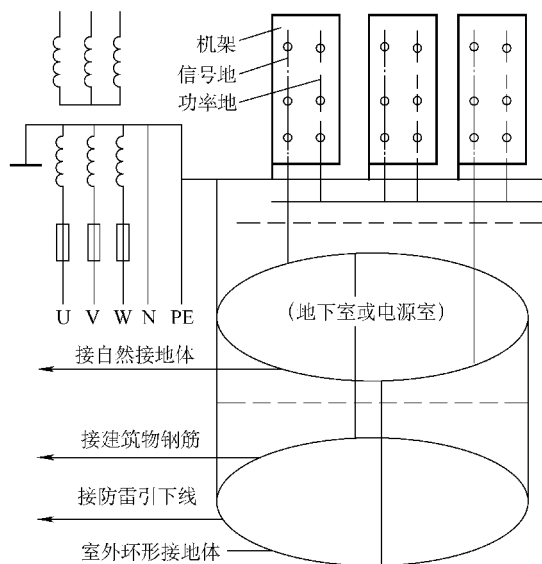 机架
信号地
功率地
U V W N PE
(地下室或电源室)
接自然接地体
接建筑物钢筋
接防雷引下线
室外环形接地体